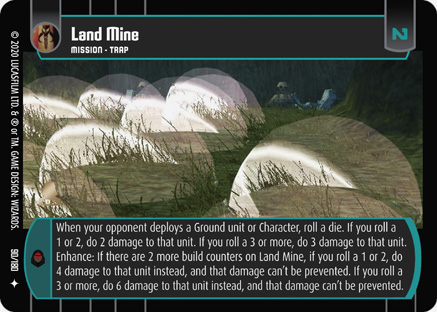 Land Mine
MISSION - TRAP
N
When your opponent deploys a Ground unit or Character, roll a die. If you roll a
1 or 2, do 2 damage to that unit. If you roll a 3 or more, do 3 damage to that unit.
Enhance: If there are 2 more build counters on Land Mine, if you roll a 1 or 2, do
4 damage to that unit instead, and that damage can't be prevented. If you roll a
3 or more, do 6 damage to that unit instead, and that damage can't be prevented.
© 2020 LUCASFILM LTD. & ® or TM. GAME DESIGN: WIZARDS.